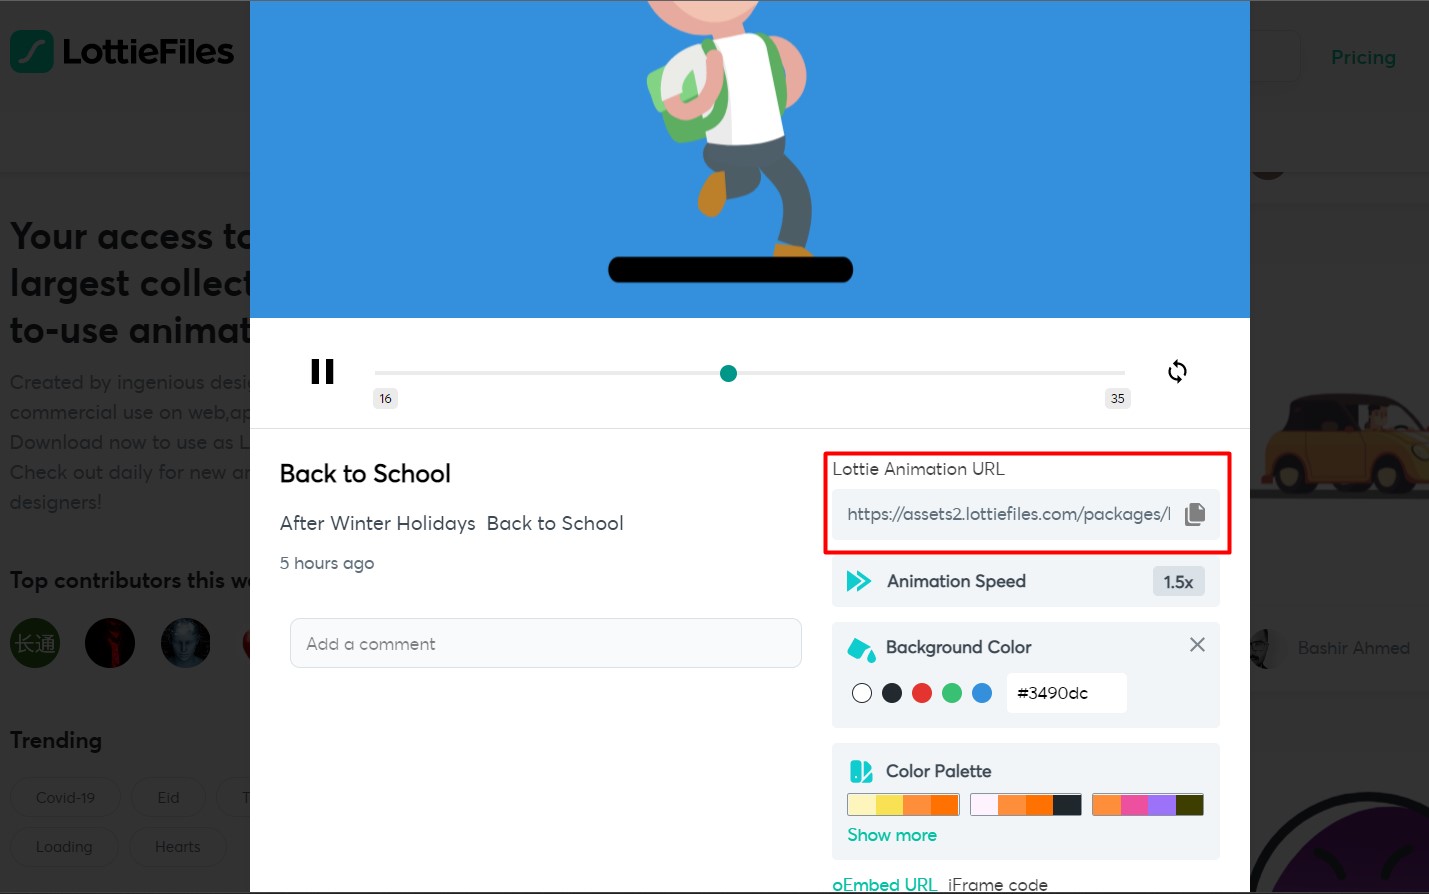 LottieFiles
Pricing
Your access to
largest collect
to-use animat
Created by ingenious desi
commercial use on web,ap
Download now to use as L
Check out daily for new an
designers!
Top contributors this we
长通
Trending
Covid-19
Eid
T
Loading
Hearts
16
35
Back to School
After Winter Holidays Back to School
5 hours ago
Add a comment
Lottie Animation URL
https://assets2.lottiefiles.com/packages/l
Animation Speed
1.5x
Background Color
#3490dc
Color Palette
Show more
oEmbed URL iFrame code
Bashir Ahmed